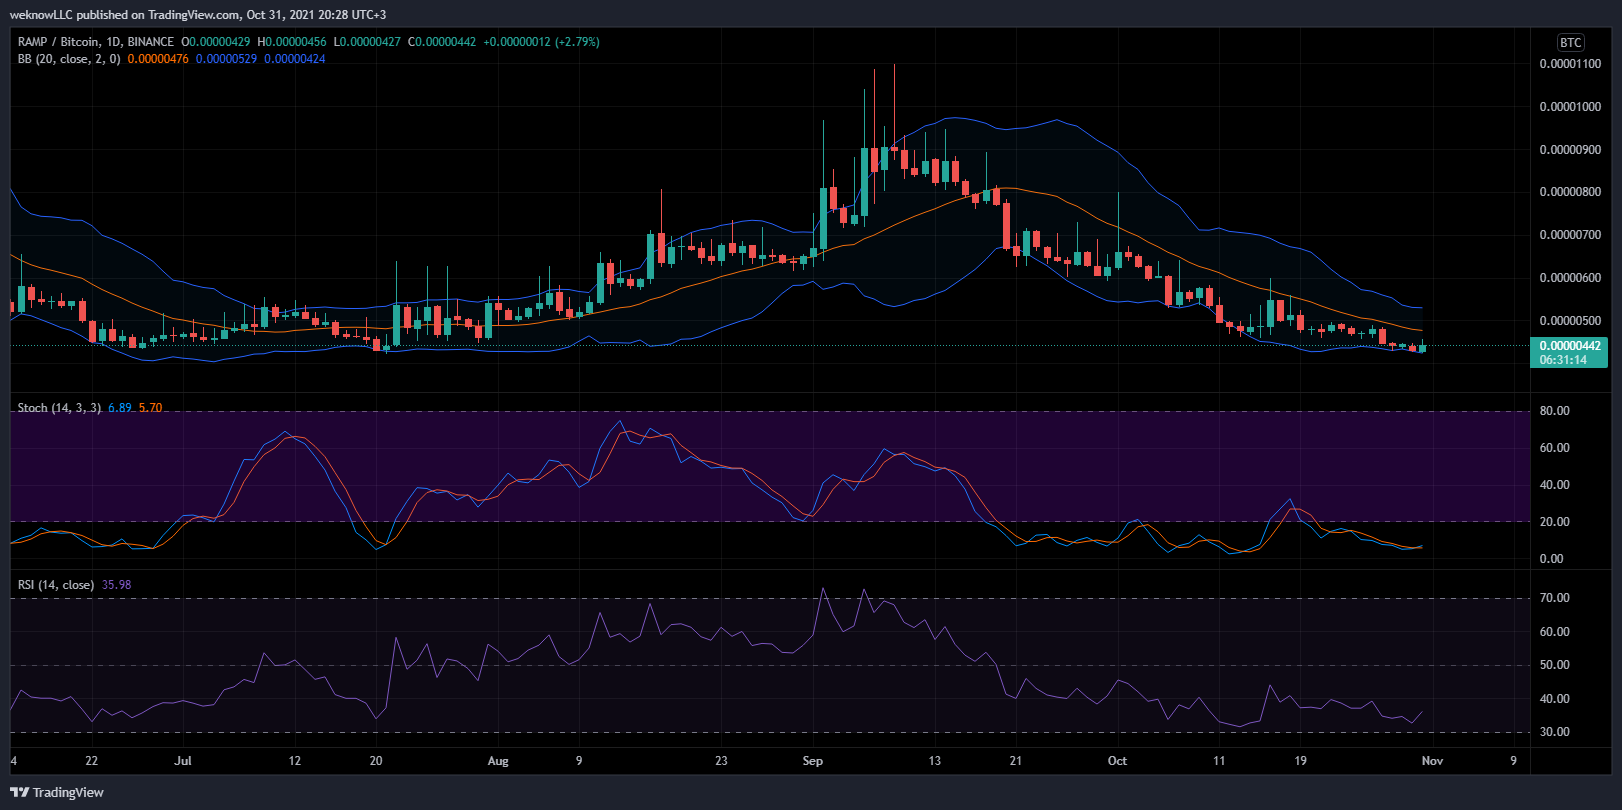 weknowLLC published on TradingView.com, Oct 31, 2021 20:28 UTC+3
RAMP / Bitcoin, 1D, BINANCE O0.00000429 H0.00000456 L0.00000427 C0.00000442 +0.00000012 (+2.79%)
BB (20, close, 2, 0) 0.00000476 0.00000529 0.00000424
BTC
0.00001100
0.00001000
0.00000900
0.00000800
0.00000700
0.00000600
0.00000500
0.00000442
06:31:14
Stoch (14, 3, 3) 6.89 5.70
80.00
60.00
40.00
20.00
0.00
RSI (14, close) 35.98
70.00
60.00
50.00
40.00
30.00
4 22 Jul 12 20 Aug 9 23 Sep 13 21 Oct 11 19 Nov 9
TradingView